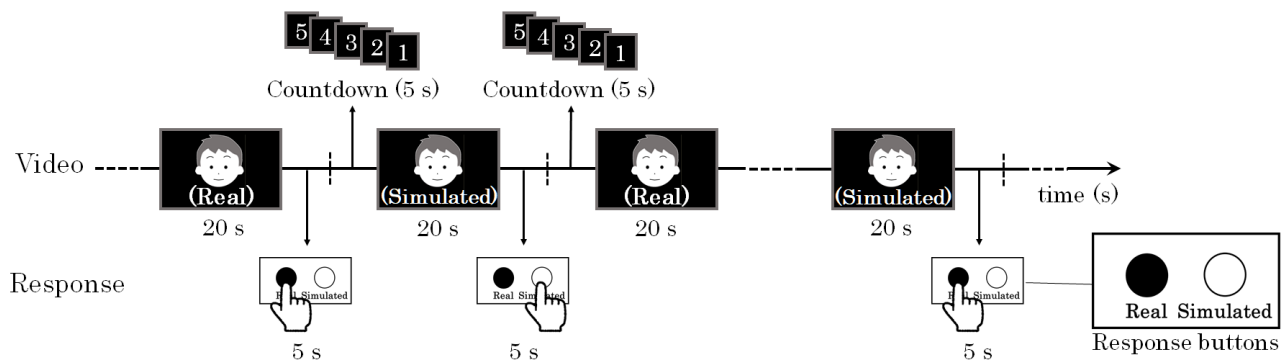 5 4 3 2 1
5 4 3 2 1
Countdown (5 s)
Countdown (5 s)
Video
(Real)
(Simulated)
(Real)
(Simulated)
time (s)
20 s
20 s
20 s
20 s
Response
Real Simulated
Real Simulated
Real Simulated
Real Simulated
5 s
5 s
5 s
Response buttons